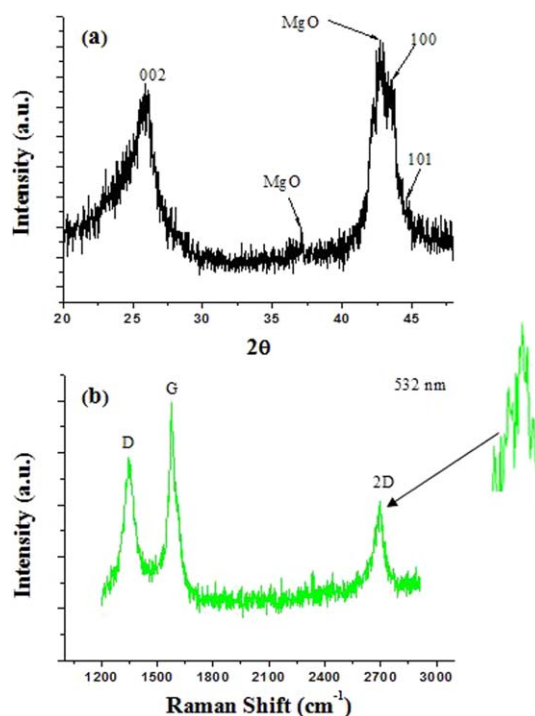 (a)
MgO
100
002
101
MgO
Intensity (a.u.)
20 25 30 35 40 45
2θ
(b)
G
532 nm
D
2D
Intensity (a.u.)
1200 1500 1800 2100 2400 2700 3000
Raman Shift (cm⁻¹)